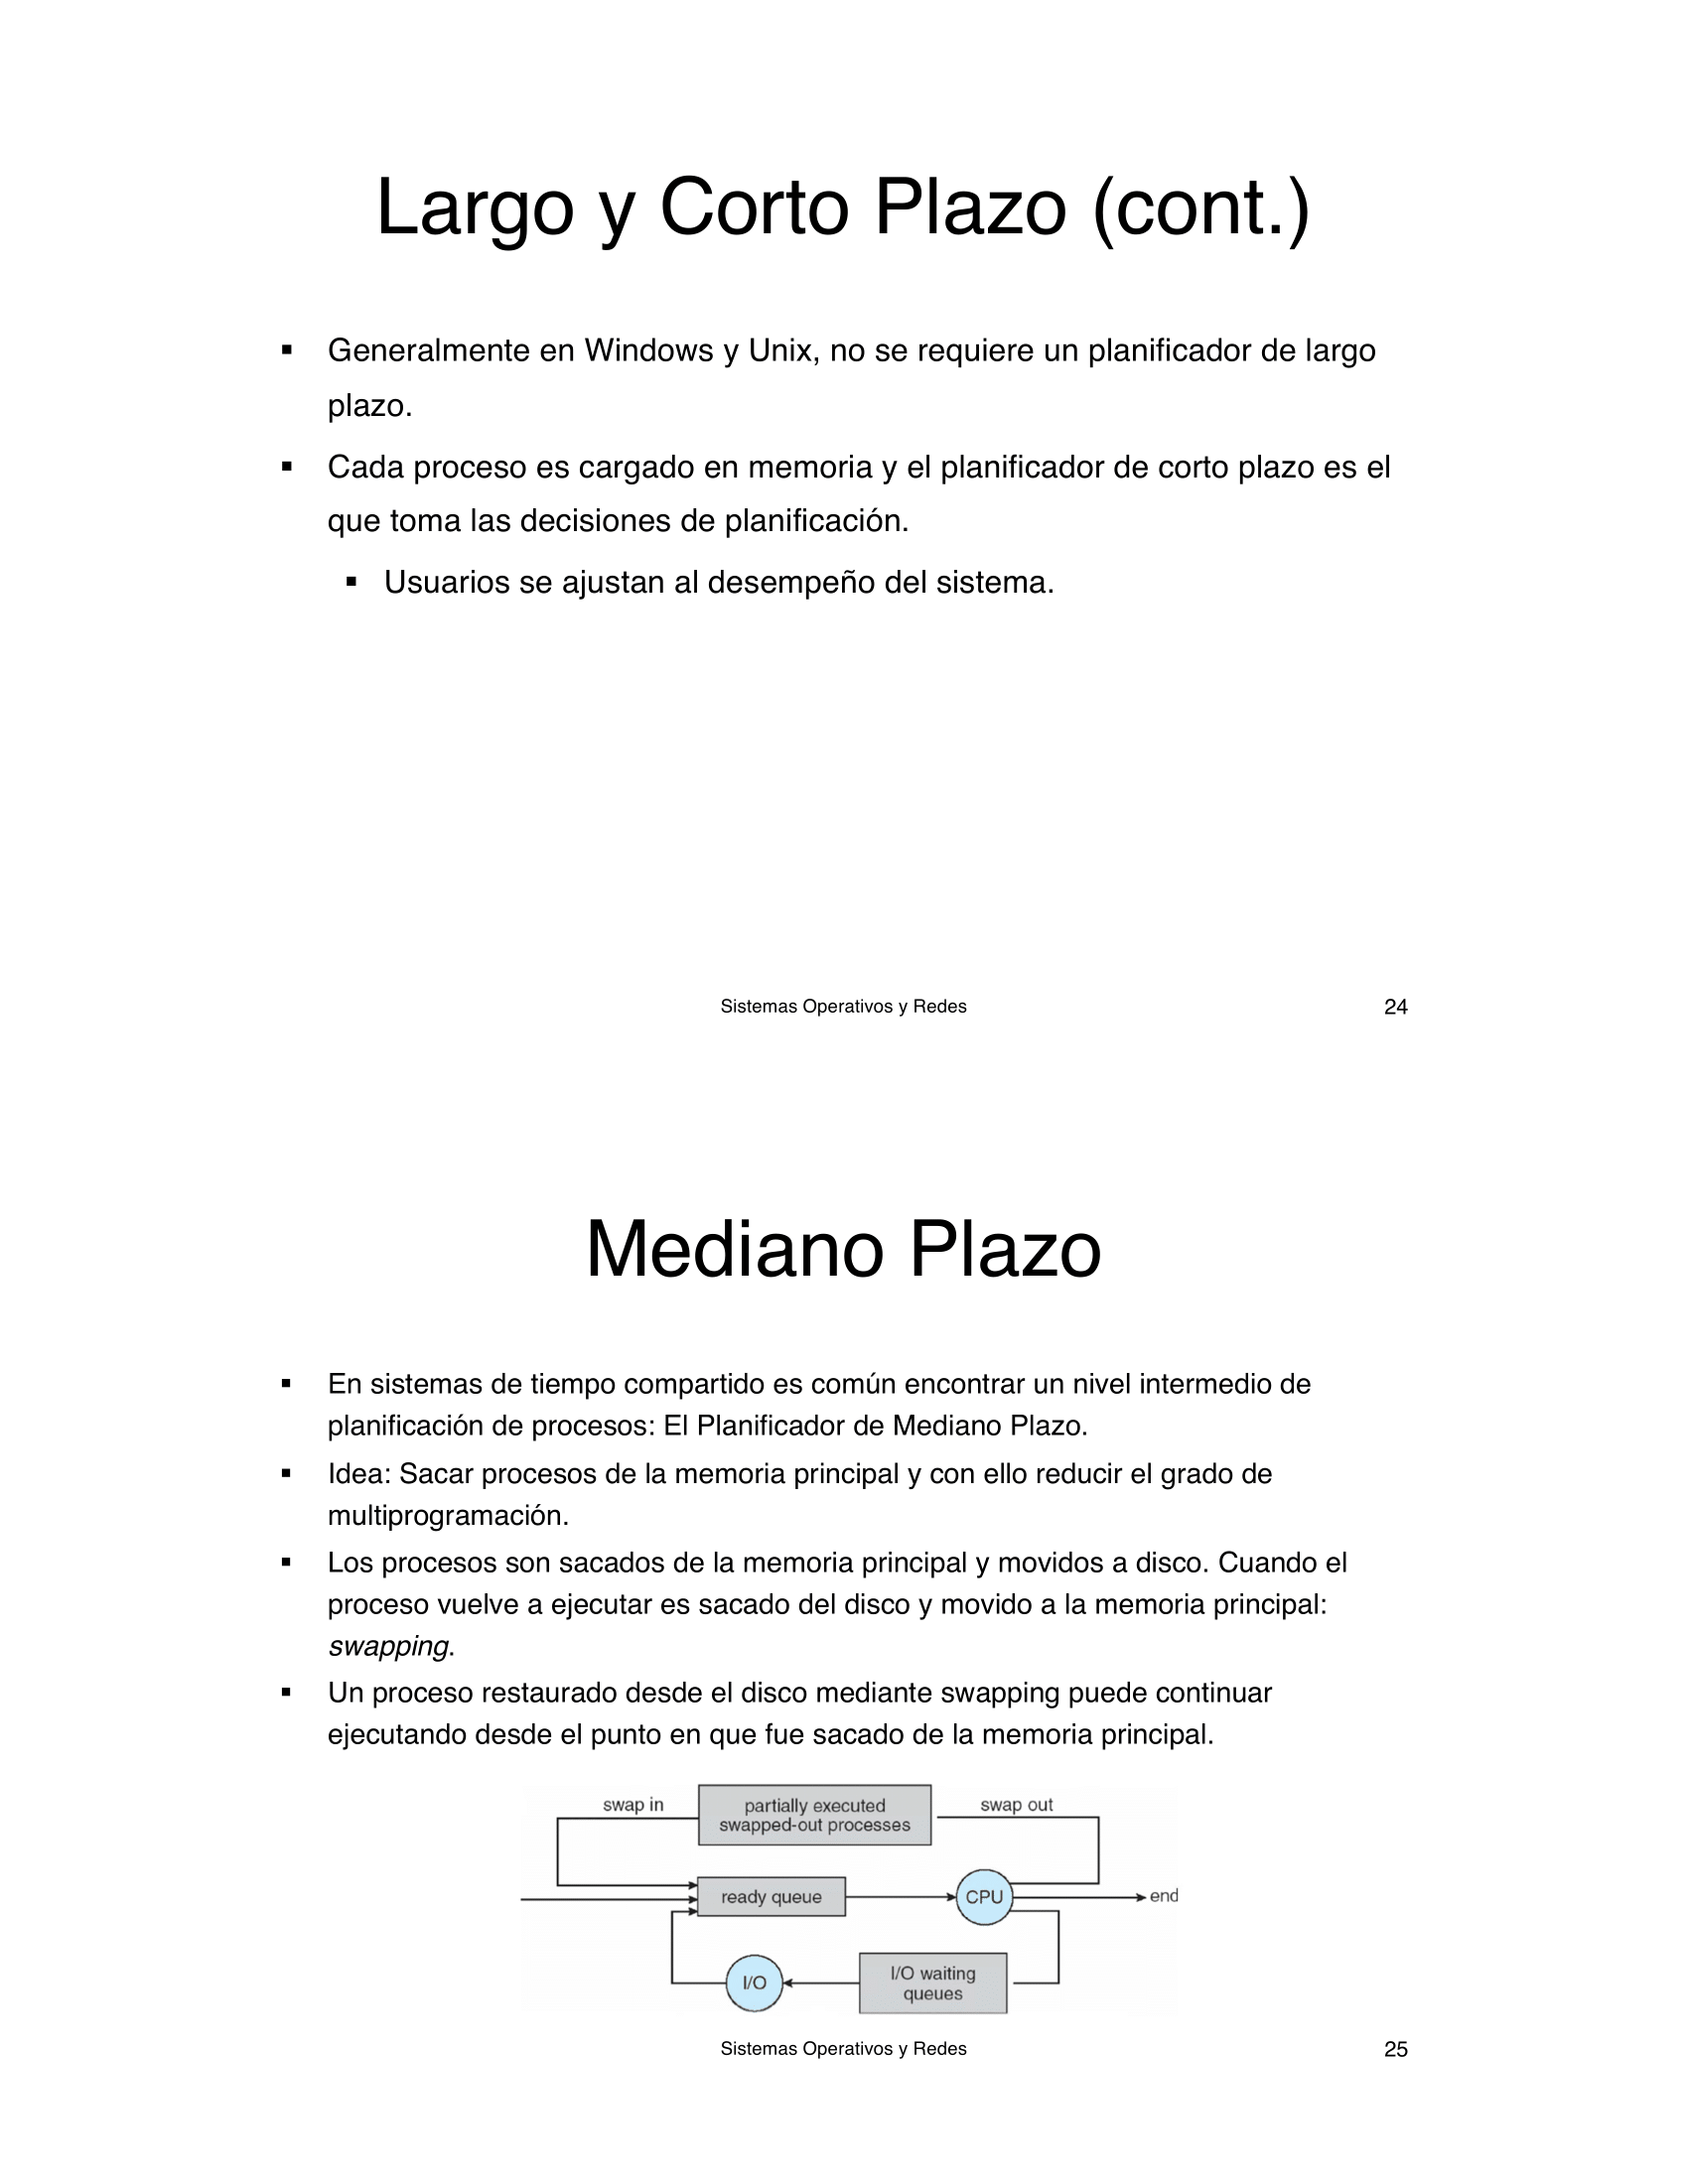 Largo y Corto Plazo (cont.)
▪ Generalmente en Windows y Unix, no se requiere un planificador de largo
plazo.
▪ Cada proceso es cargado en memoria y el planificador de corto plazo es el
que toma las decisiones de planificación.
▪ Usuarios se ajustan al desempeño del sistema.
Sistemas Operativos y Redes 24
Mediano Plazo
▪ En sistemas de tiempo compartido es común encontrar un nivel intermedio de
planificación de procesos: El Planificador de Mediano Plazo.
▪ Idea: Sacar procesos de la memoria principal y con ello reducir el grado de
multiprogramación.
▪ Los procesos son sacados de la memoria principal y movidos a disco. Cuando el
proceso vuelve a ejecutar es sacado del disco y movido a la memoria principal:
swapping.
▪ Un proceso restaurado desde el disco mediante swapping puede continuar
ejecutando desde el punto en que fue sacado de la memoria principal.
swap in
partially executed
swapped-out processes
swap out
ready queue
CPU
end
I/O
I/O waiting
queues
Sistemas Operativos y Redes 25